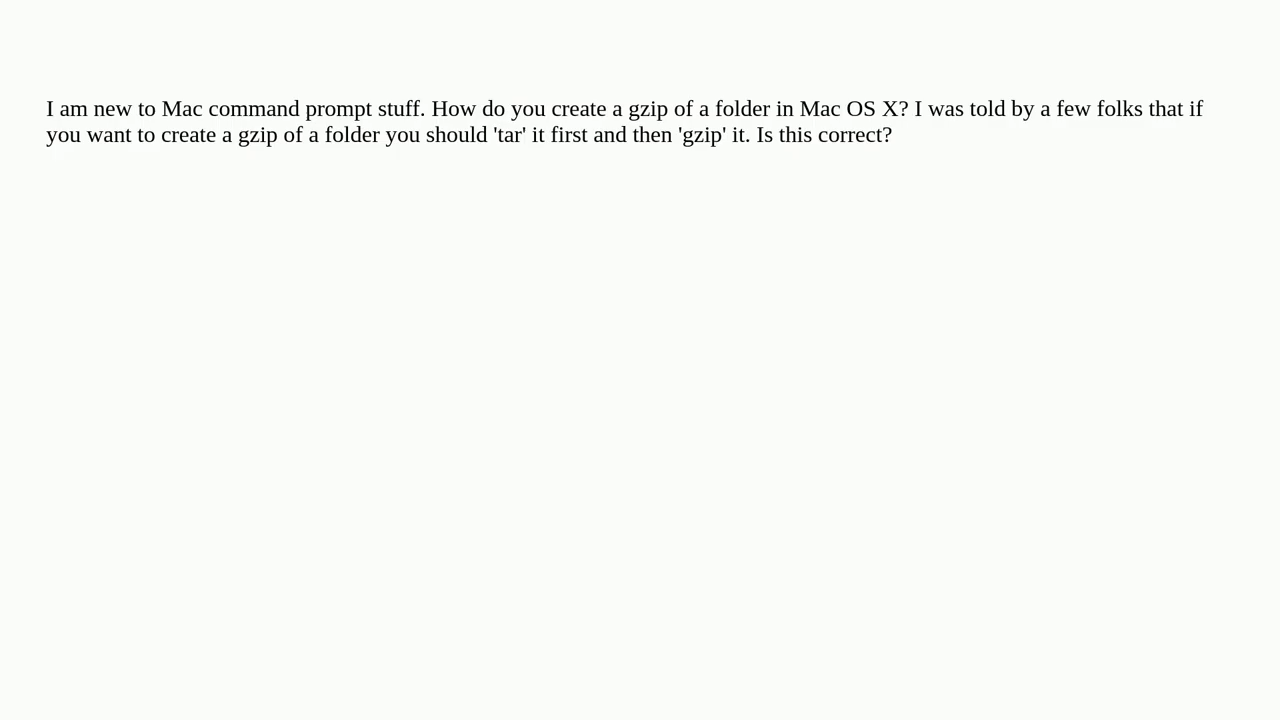 I am new to Mac command prompt stuff. How do you create a gzip of a folder in Mac OS X? I was told by a few folks that if
you want to create a gzip of a folder you should 'tar' it first and then 'gzip' it. Is this correct?